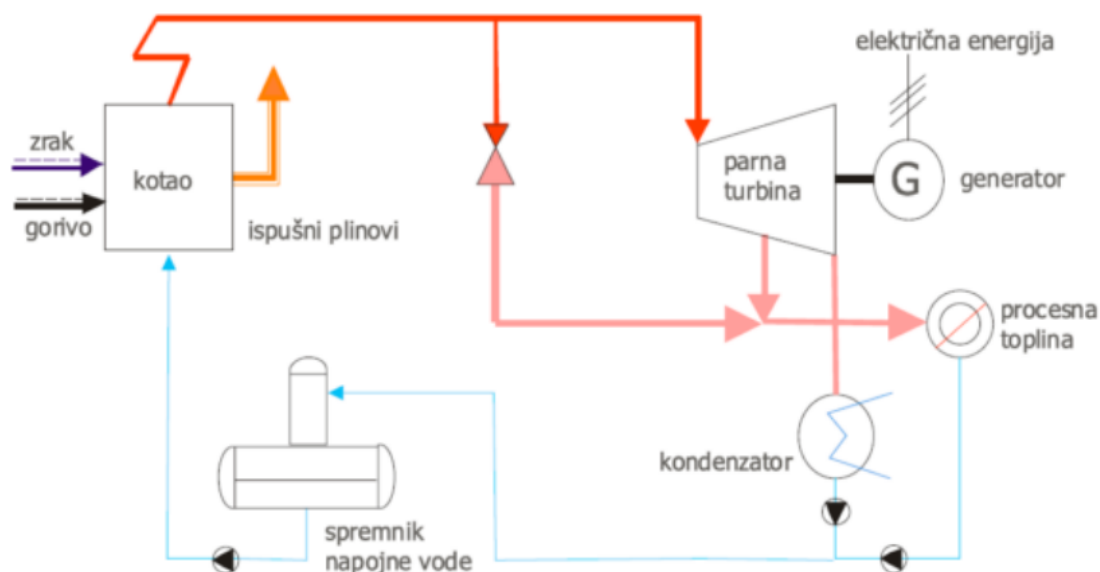 električna energija
zrak
kotao
gorivo
ispušni plinovi
parna
turbina
G
generator
procesna
toplina
kondenzator
spremnik
napojne vode